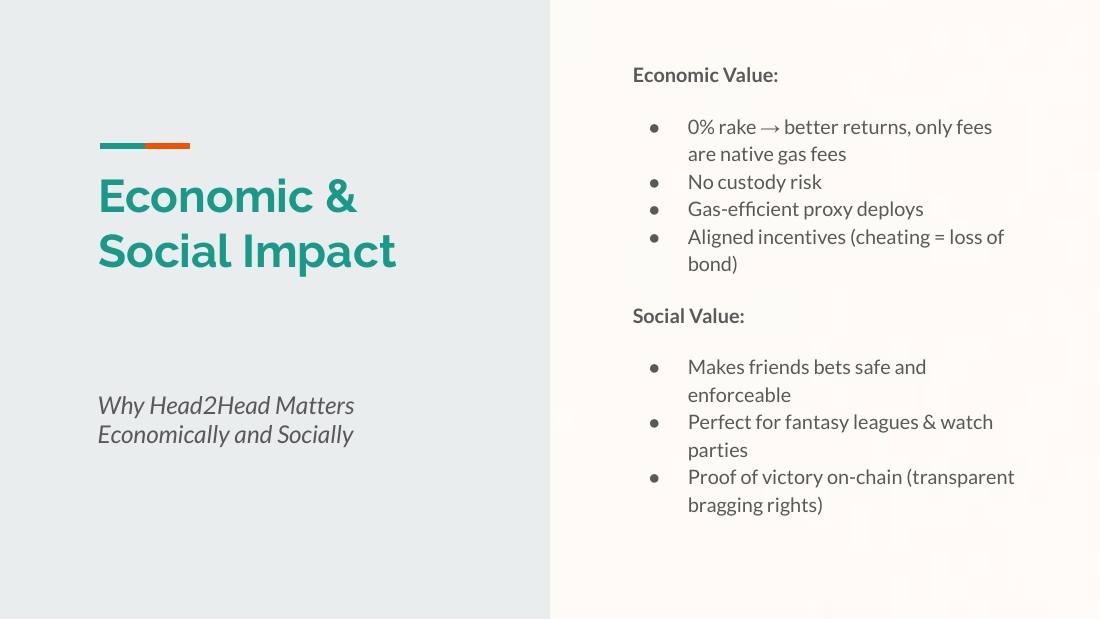 Economic &
Social Impact
Why Head2Head Matters
Economically and Socially
Economic Value:
● 0% rake → better returns, only fees
are native gas fees
● No custody risk
● Gas-efficient proxy deploys
● Aligned incentives (cheating = loss of
bond)
Social Value:
● Makes friends bets safe and
enforceable
● Perfect for fantasy leagues & watch
parties
● Proof of victory on-chain (transparent
bragging rights)